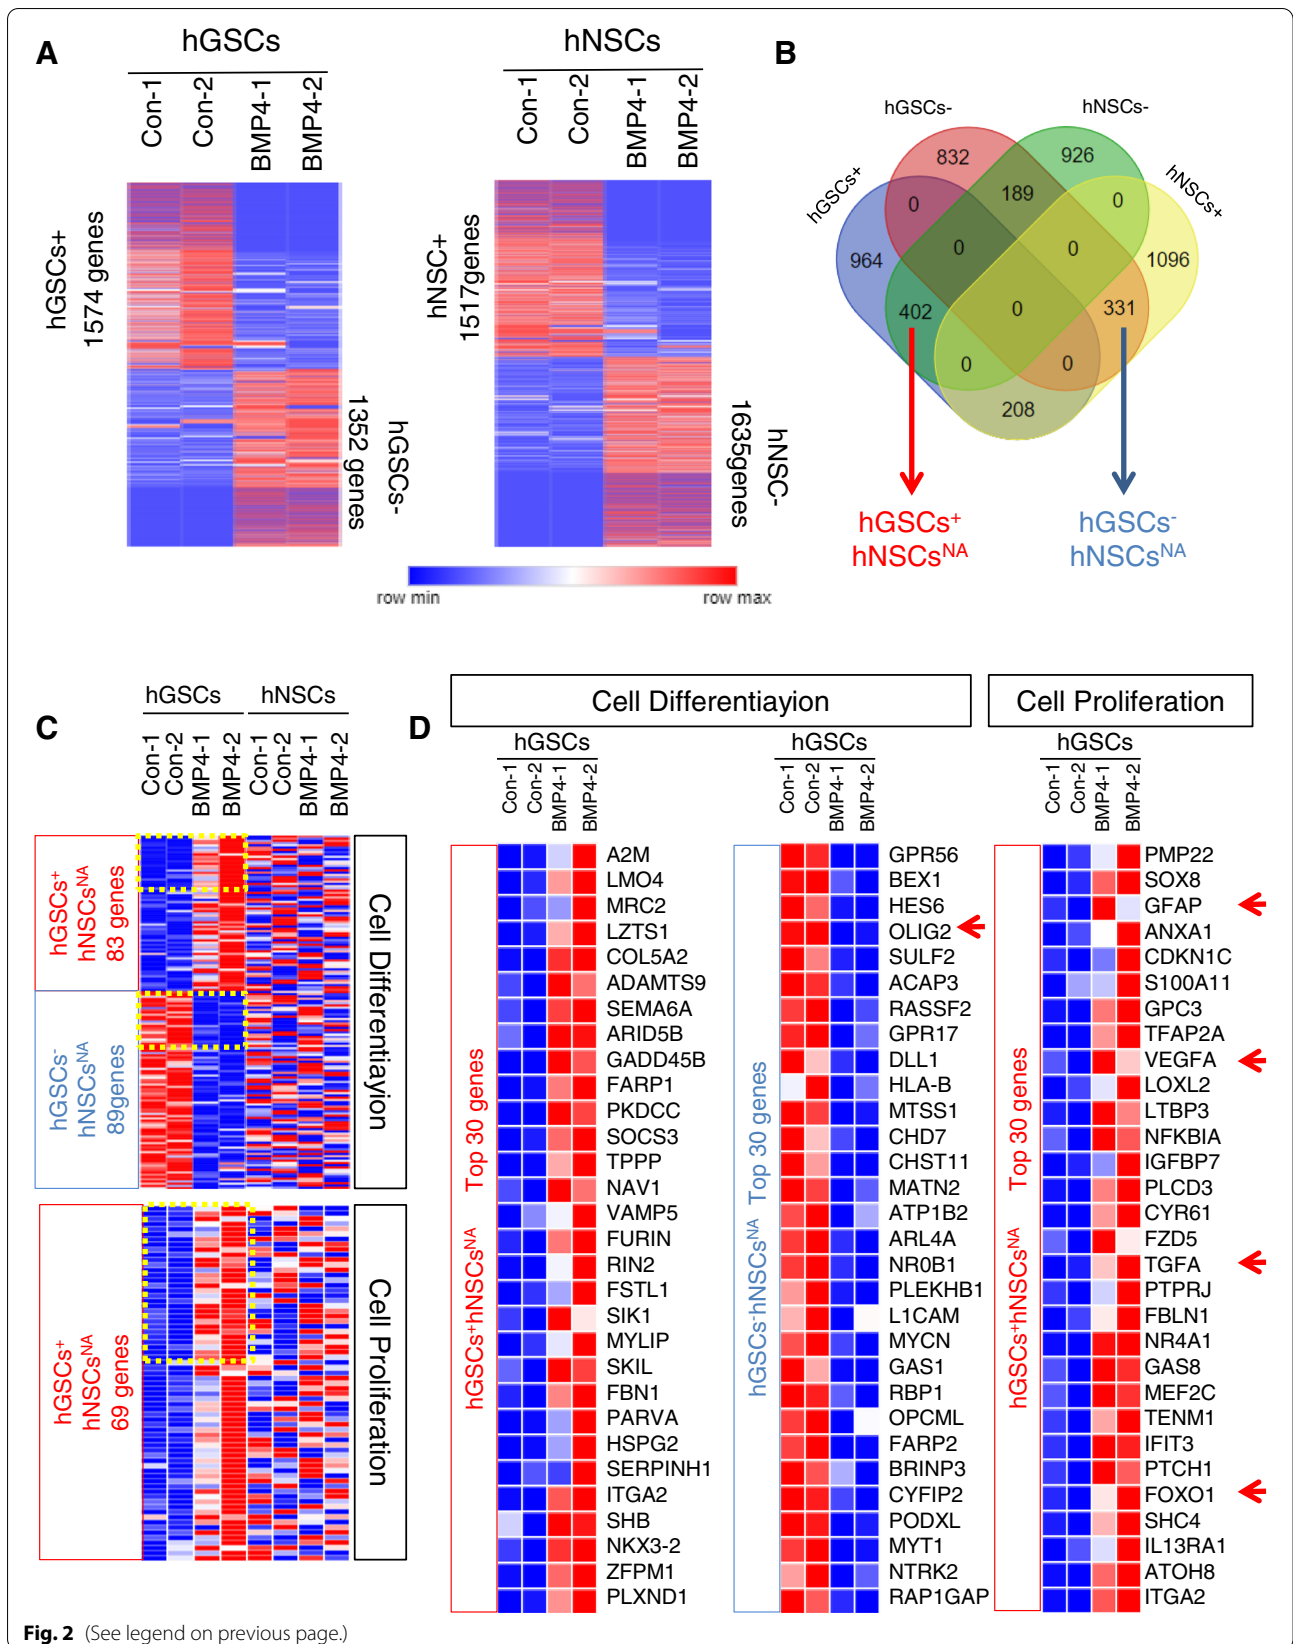 A
hGSCs
Con-1
Con-2
BMP4-1
BMP4-2
hGSCs+
1574 genes
hGSCs-
1352 genes
hNSCs
Con-1
Con-2
BMP4-1
BMP4-2
hNSC+
1517genes
hNSC-
1635genes
row min
row max
B
hGSCs-
hNSCs-
hGSCs+
hNSCs+
832
926
189
0
0
0
0
964
1096
402
0
331
0
0
208
hGSCs+
hNSCsNA
hGSCs-
hNSCsNA
C
hGSCs
hNSCs
Con-1
Con-2
BMP4-1
BMP4-2
Con-1
Con-2
BMP4-1
BMP4-2
hGSCs+
hNSCsNA
83 genes
hGSCs-
hNSCsNA
89genes
Cell Differentiayion
hGSCs+
hNSCsNA
69 genes
Cell Proliferation
D
Cell Differentiayion
hGSCs
Con-1
Con-2
BMP4-1
BMP4-2
hGSCs+hNSCsNA Top 30 genes
A2M
LMO4
MRC2
LZTS1
COL5A2
ADAMTS9
SEMA6A
ARID5B
GADD45B
FARP1
PKDCC
SOCS3
TPPP
NAV1
VAMP5
FURIN
RIN2
FSTL1
SIK1
MYLIP
SKIL
FBN1
PARVA
HSPG2
SERPINH1
ITGA2
SHB
NKX3-2
ZFPM1
PLXND1
hGSCs
Con-1
Con-2
BMP4-1
BMP4-2
hGSCs-hNSCsNA Top 30 genes
GPR56
BEX1
HES6
OLIG2
SULF2
ACAP3
RASSF2
GPR17
DLL1
HLA-B
MTSS1
CHD7
CHST11
MATN2
ATP1B2
ARL4A
NR0B1
PLEKHB1
L1CAM
MYCN
GAS1
RBP1
OPCML
FARP2
BRINP3
CYFIP2
PODXL
MYT1
NTRK2
RAP1GAP
Cell Proliferation
hGSCs
Con-1
Con-2
BMP4-1
BMP4-2
hGSCs+hNSCsNA Top 30 genes
PMP22
SOX8
GFAP
ANXA1
CDKN1C
S100A11
GPC3
TFAP2A
VEGFA
LOXL2
LTBP3
NFKBIA
IGFBP7
PLCD3
CYR61
FZD5
TGFA
PTPRJ
FBLN1
NR4A1
GAS8
MEF2C
TENM1
IFIT3
PTCH1
FOXO1
SHC4
IL13RA1
ATOH8
ITGA2
Fig. 2 (See legend on previous page.)